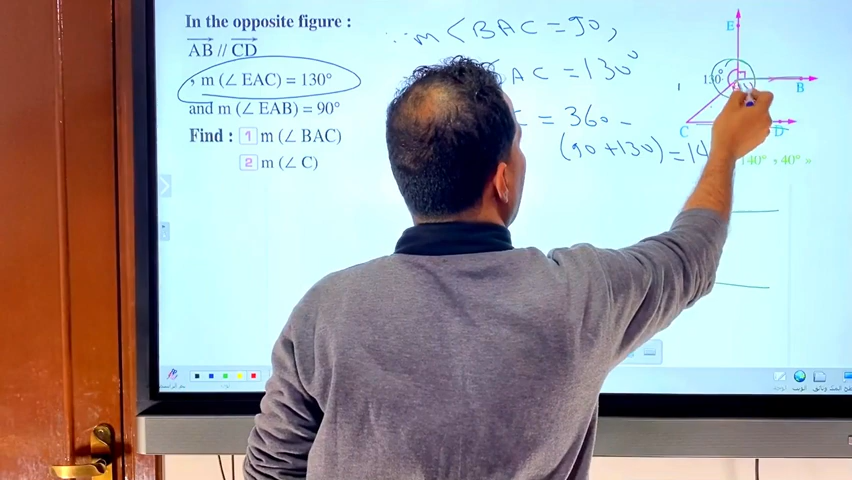 In the opposite figure :
AB // CD
, m (∠ EAC) = 130°
and m (∠ EAB) = 90°
Find : 1 m (∠ BAC)
2 m (∠ C)
∵ m < BAC = 90,
AC = 130°
= 360 -
(90 + 130) = 14
E
130°
B
C
D
140° , 40° »